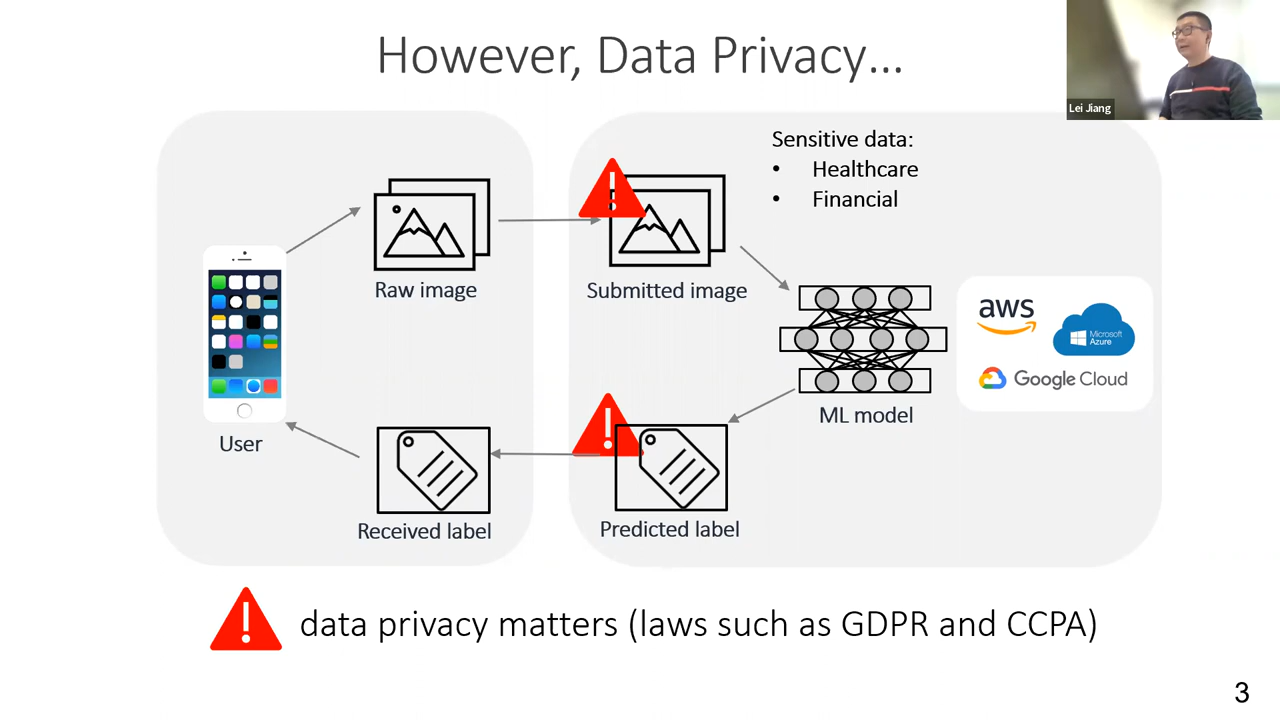 However, Data Privacy...
Lei Jiang
Sensitive data:
• Healthcare
• Financial
Raw image
Submitted image
aws
Microsoft
Azure
Google Cloud
ML model
User
Received label
Predicted label
data privacy matters (laws such as GDPR and CCPA)
3